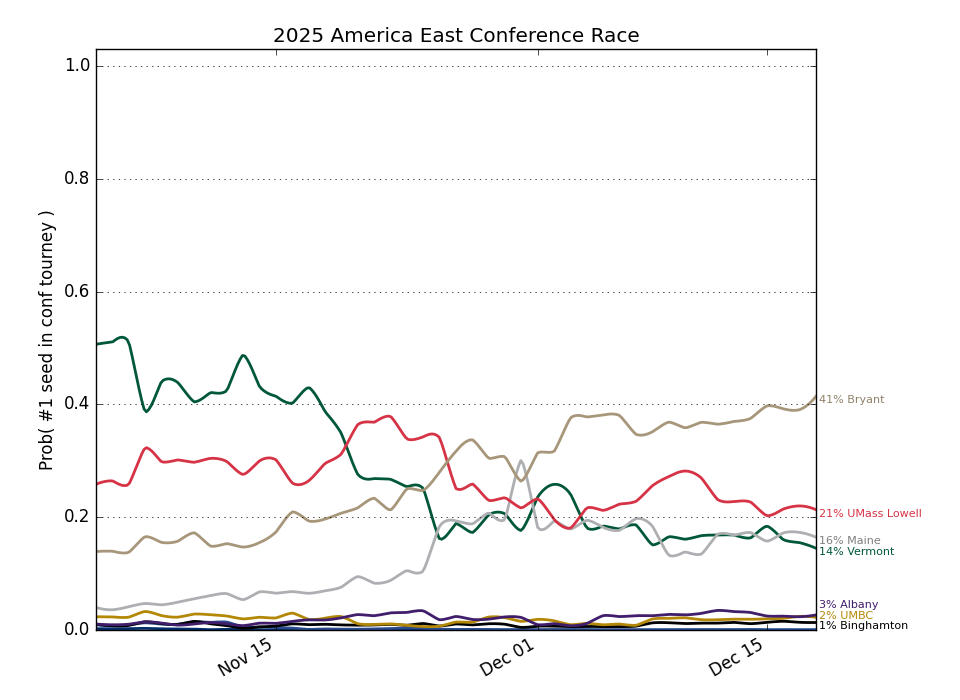 2025 America East Conference Race
Prob( #1 seed in conf tourney )
1.0
0.8
0.6
0.4
0.2
0.0
41% Bryant
21% UMass Lowell
16% Maine
14% Vermont
3% Albany
2% UMBC
1% Binghamton
Nov 15
Dec 01
Dec 15